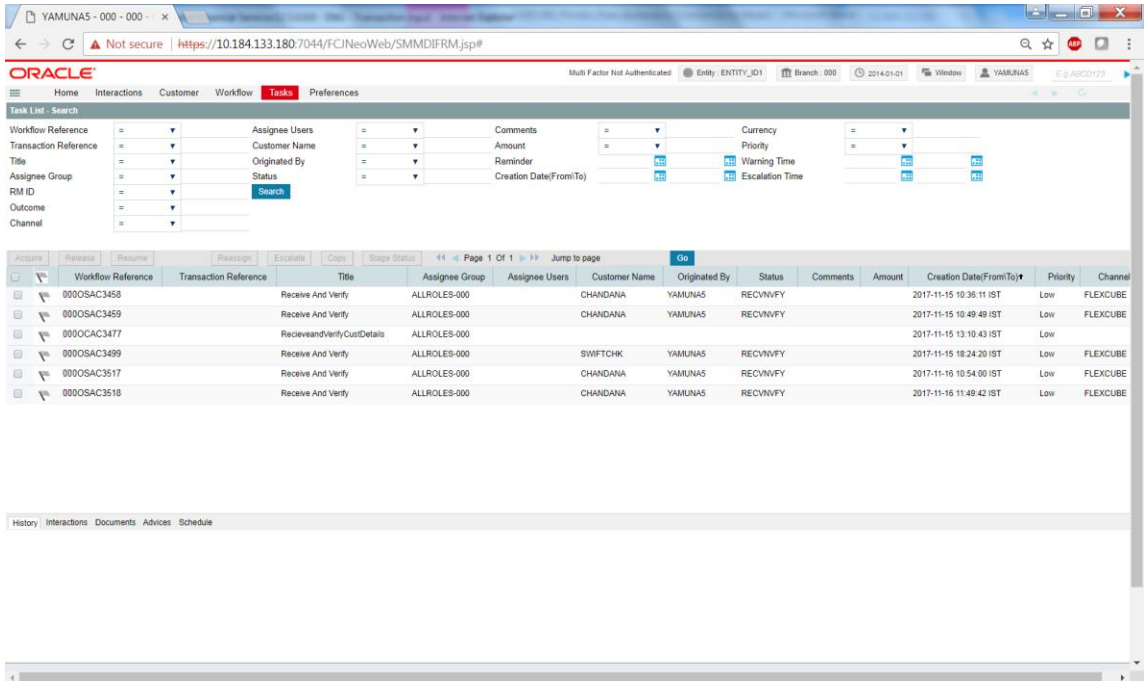 YAMUNA5 - 000 - 000 -
Not secure https://10.184.133.180:7044/FCJNeoWeb/SMMDIFRM.jsp# ABP
ORACLE Multi Factor Not Authenticated Entity : ENTITY_ID1 Branch : 000 2014-01-01 Window YAMUNA5 E.g.ABC0123
Home Interactions Customer Workflow Tasks Preferences
Task List - Search
Workflow Reference = Assignee Users = Comments = Currency =
Transaction Reference = Customer Name = Amount = Priority =
Title = Originated By = Reminder Warning Time
Assignee Group = Status = Creation Date(From\To) Escalation Time
RM ID = Search
Outcome =
Channel =
Acquire Release Resume Reassign Escalate Copy Stage Status Page 1 Of 1 Jump to page Go
Workflow Reference Transaction Reference Title Assignee Group Assignee Users Customer Name Originated By Status Comments Amount Creation Date(From\To) Priority Channel
000OSAC3458 Receive And Verify ALLROLES-000 CHANDANA YAMUNA5 RECVNVFY 2017-11-15 10:36:11 IST Low FLEXCUBE
000OSAC3459 Receive And Verify ALLROLES-000 CHANDANA YAMUNA5 RECVNVFY 2017-11-15 10:49:49 IST Low FLEXCUBE
000OCAC3477 RecieveandVerifyCustDetails ALLROLES-000 2017-11-15 13:10:43 IST Low
000OSAC3499 Receive And Verify ALLROLES-000 SWIFTCHK YAMUNA5 RECVNVFY 2017-11-15 18:24:20 IST Low FLEXCUBE
000OSAC3517 Receive And Verify ALLROLES-000 CHANDANA YAMUNA5 RECVNVFY 2017-11-16 10:54:00 IST Low FLEXCUBE
000OSAC3518 Receive And Verify ALLROLES-000 CHANDANA YAMUNA5 RECVNVFY 2017-11-16 11:49:42 IST Low FLEXCUBE
History Interactions Documents Advices Schedule